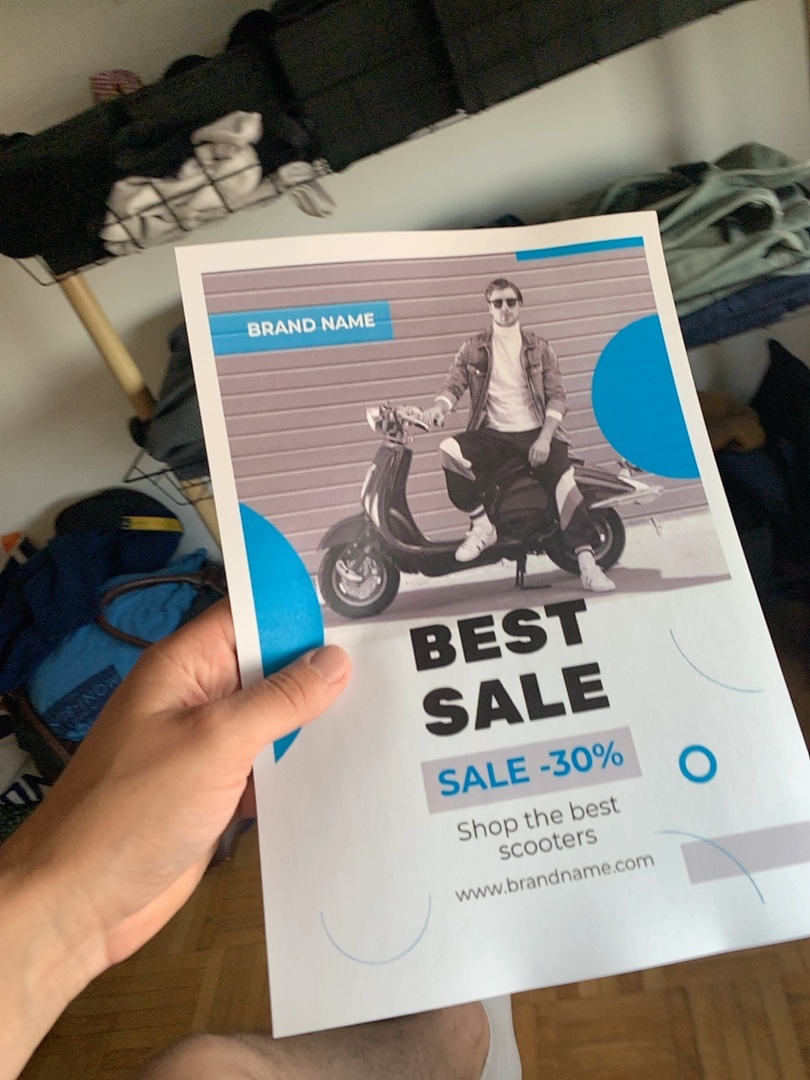 BRAND NAME
BEST
SALE
SALE -30%
Shop the best
scooters
www.brandname.com